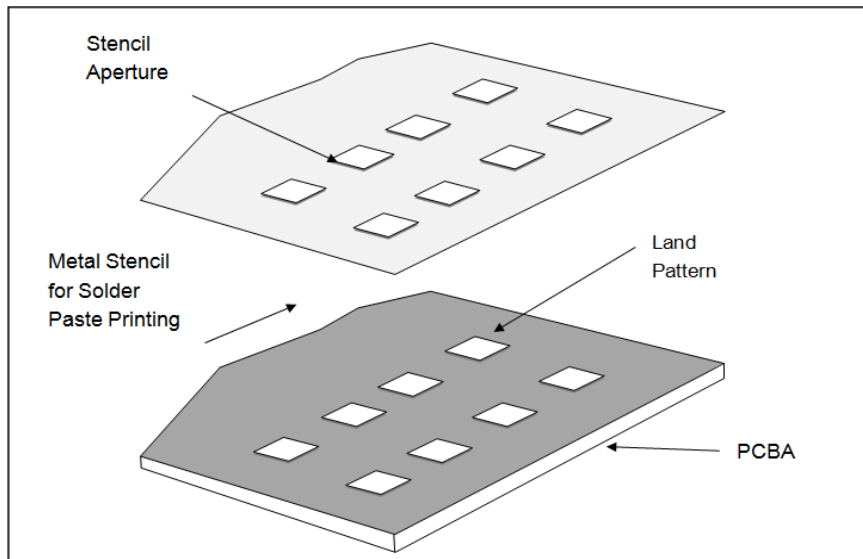 Stencil
Aperture
Land
Pattern
Metal Stencil
for Solder
Paste Printing
PCBA